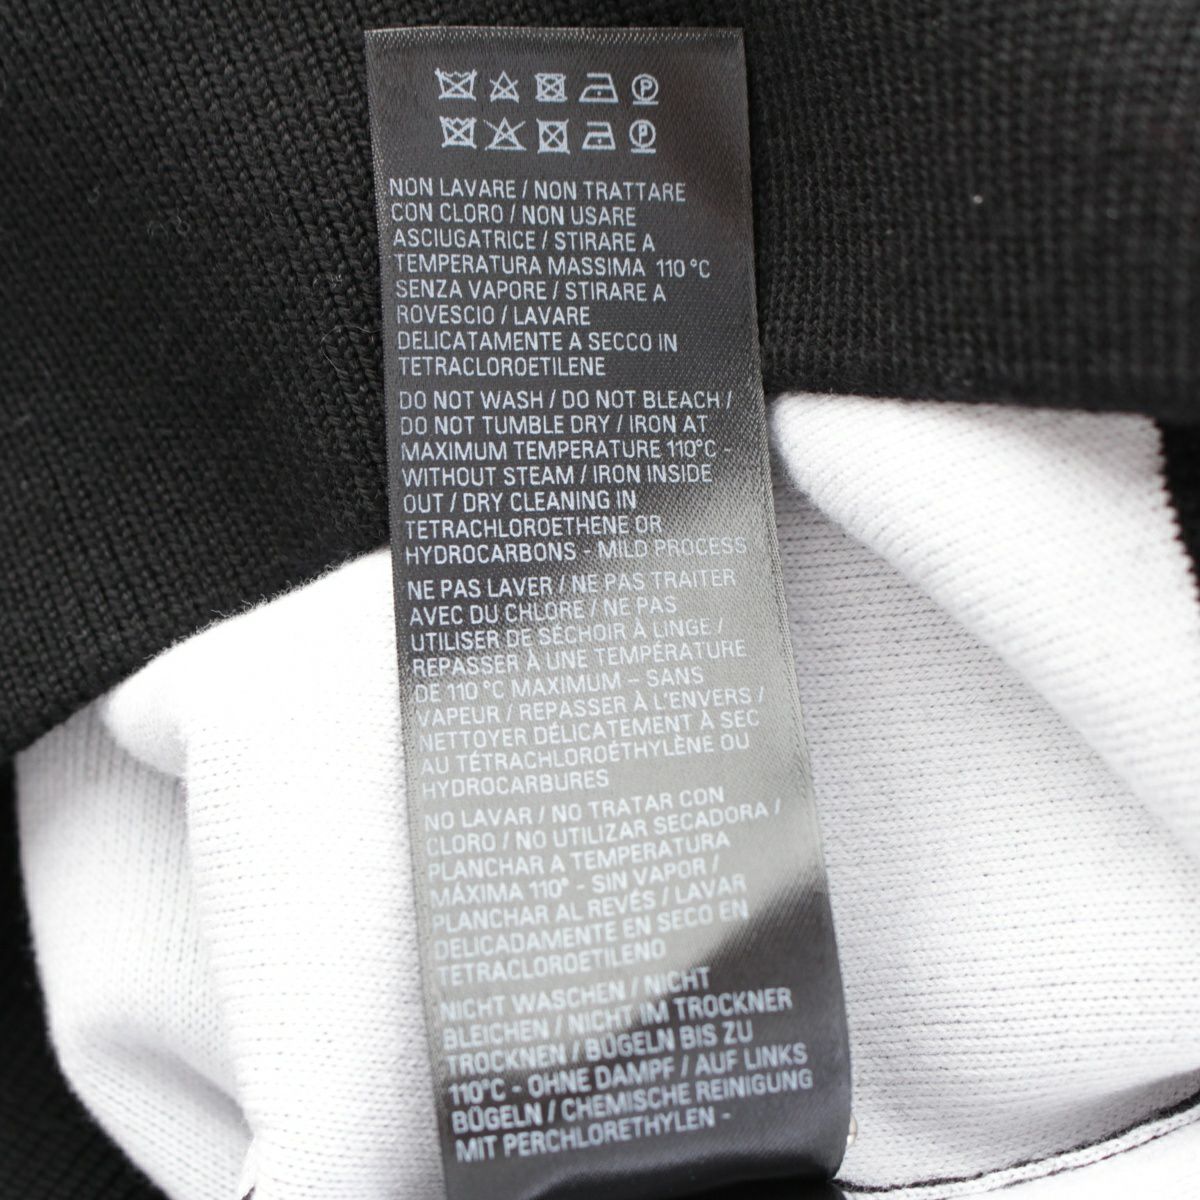 NON LAVARE / NON TRATTARE
CON CLORO / NON USARE
ASCIUGATRICE / STIRARE A
TEMPERATURA MASSIMA 110 °C
SENZA VAPORE / STIRARE A
ROVESCIO / LAVARE
DELICATAMENTE A SECCO IN
TETRACLOROETILENE
DO NOT WASH / DO NOT BLEACH /
DO NOT TUMBLE DRY / IRON AT
MAXIMUM TEMPERATURE 110°C -
WITHOUT STEAM / IRON INSIDE
OUT / DRY CLEANING IN
TETRACHLOROETHENE OR
HYDROCARBONS - MILD PROCESS
NE PAS LAVER / NE PAS TRAITER
AVEC DU CHLORE / NE PAS
UTILISER DE SÉCHOIR À LINGE /
REPASSER À UNE TEMPÉRATURE
DE 110 °C MAXIMUM – SANS
VAPEUR / REPASSER À L'ENVERS /
NETTOYER DÉLICATEMENT À SEC
AU TÉTRACHLOROÉTHYLÈNE OU
HYDROCARBURES
NO LAVAR / NO TRATAR CON
CLORO / NO UTILIZAR SECADORA /
PLANCHAR A TEMPERATURA
MÁXIMA 110° - SIN VAPOR /
PLANCHAR AL REVÉS / LAVAR
DELICADAMENTE EN SECO EN
TETRACLOROETILENO
NICHT WASCHEN / NICHT
BLEICHEN / NICHT IM TROCKNER
TROCKNEN / BÜGELN BIS ZU
110°C - OHNE DAMPF / AUF LINKS
BÜGELN / CHEMISCHE REINIGUNG
MIT PERCHLORETHYLEN -